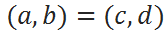 (a, b) = (c, d)